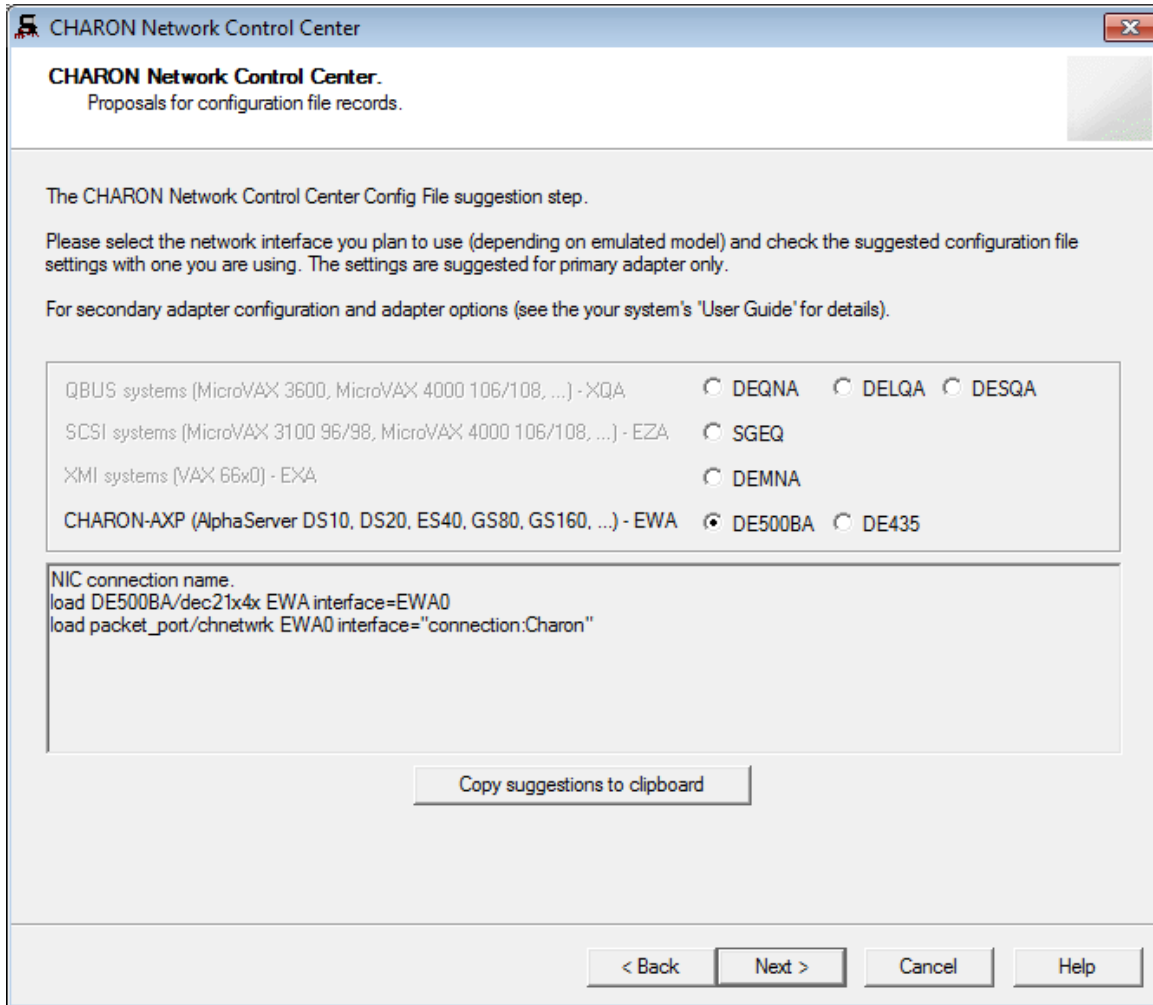 CHARON Network Control Center
CHARON Network Control Center.
Proposals for configuration file records.
The CHARON Network Control Center Config File suggestion step.
Please select the network interface you plan to use (depending on emulated model) and check the suggested configuration file
settings with one you are using. The settings are suggested for primary adapter only.
For secondary adapter configuration and adapter options (see the your system's 'User Guide' for details).
QBUS systems (MicroVAX 3600, MicroVAX 4000 106/108, ...) - XQA DEQNA DELQA DESQA
SCSI systems (MicroVAX 3100 96/98, MicroVAX 4000 106/108, ...) - EZA SGEQ
XMI systems (VAX 66x0) - EXA DEMNA
CHARON-AXP (AlphaServer DS10, DS20, ES40, GS80, GS160, ...) - EWA DE500BA DE435
NIC connection name.
load DE500BA/dec21x4x EWA interface=EWA0
load packet_port/chnetwrk EWA0 interface="connection:Charon"
Copy suggestions to clipboard
< Back Next > Cancel Help